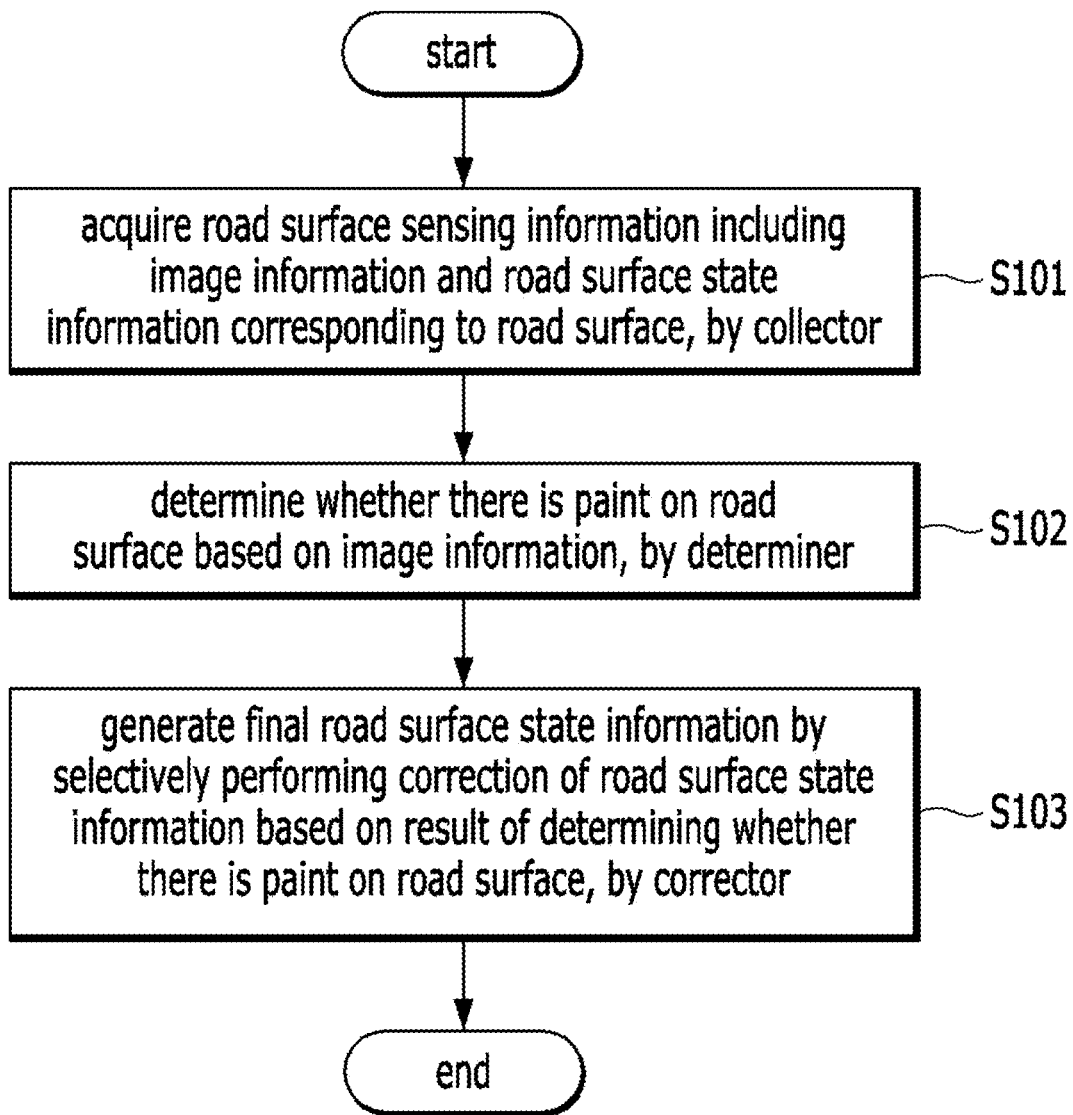 start
acquire road surface sensing information including
image information and road surface state
information corresponding to road surface, by collector
S101
determine whether there is paint on road
surface based on image information, by determiner
S102
generate final road surface state information by
selectively performing correction of road surface state
information based on result of determining whether
there is paint on road surface, by corrector
S103
end